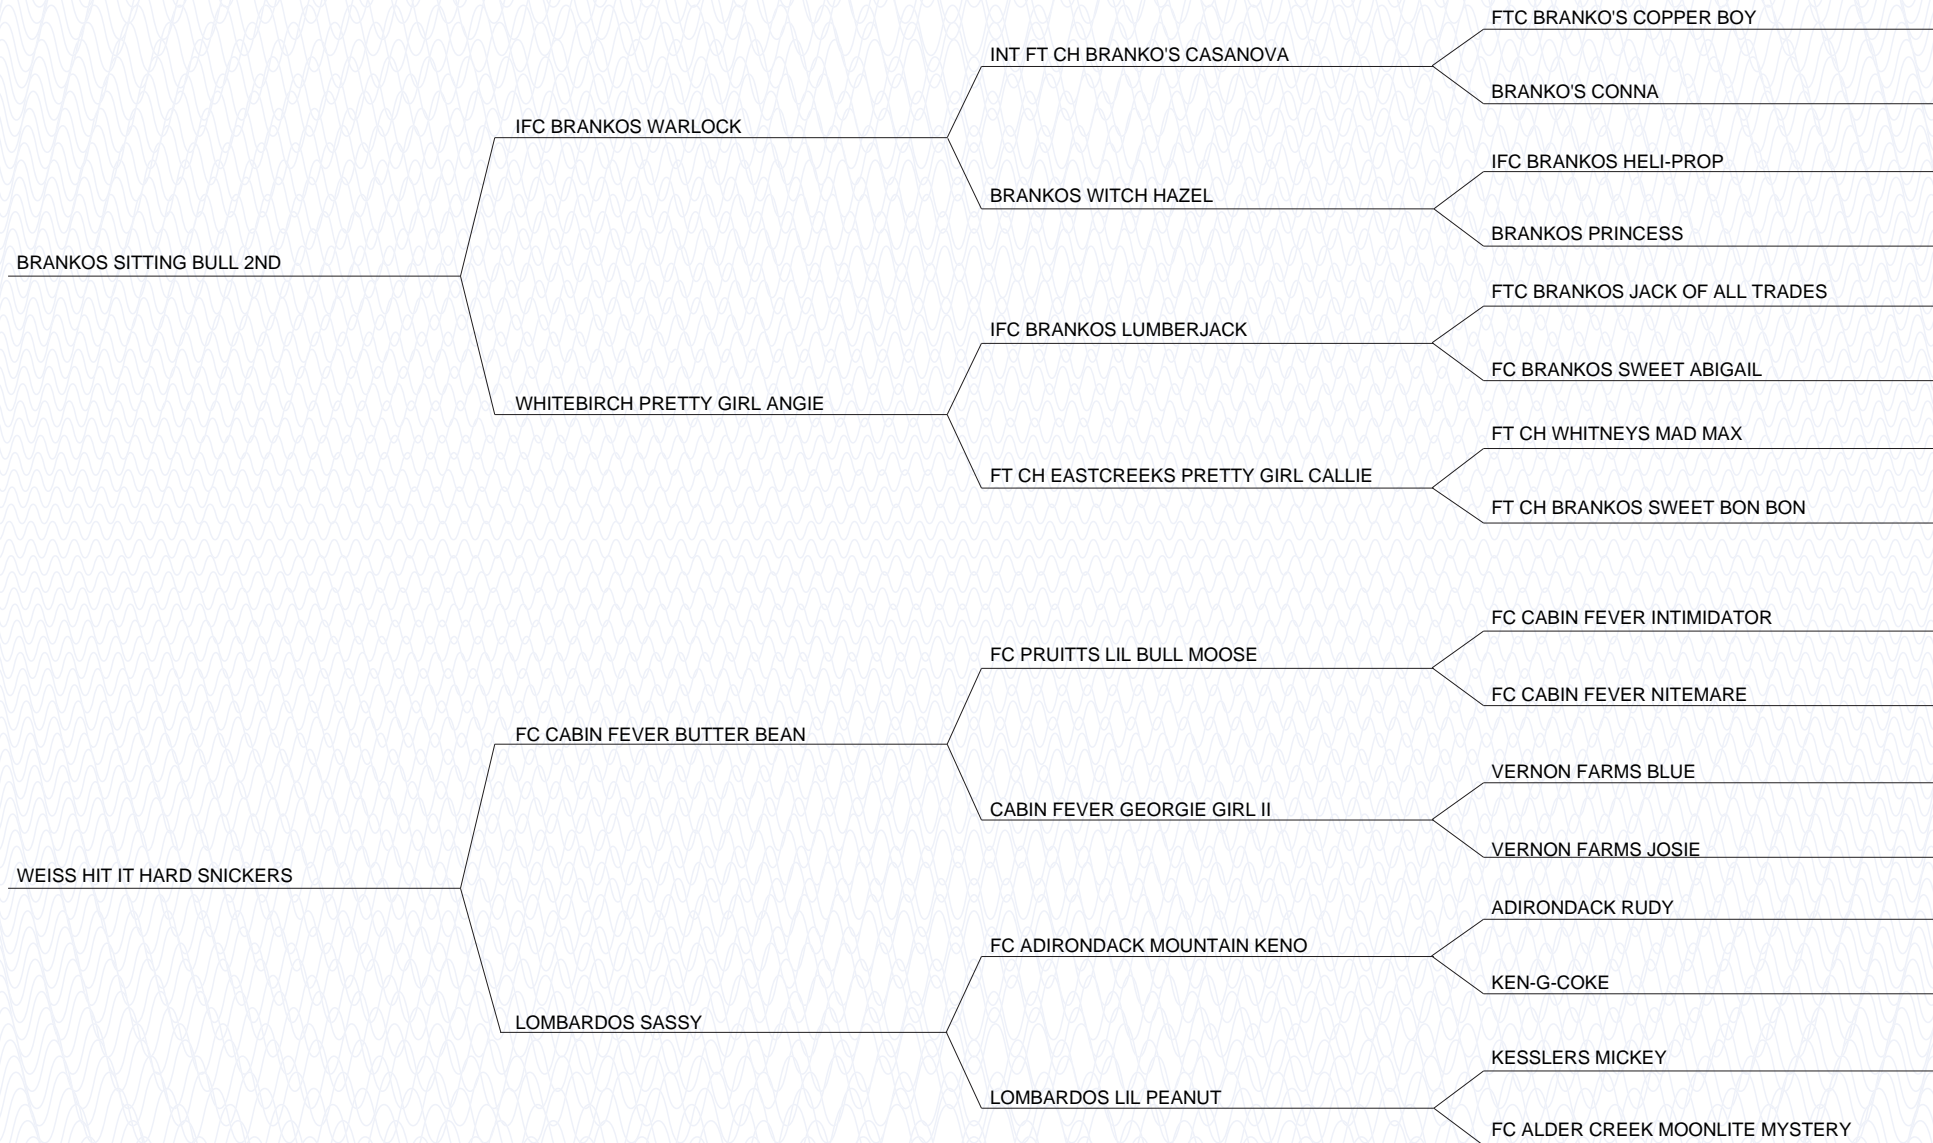 FTC BRANKO'S COPPER BOY
INT FT CH BRANKO'S CASANOVA
BRANKO'S CONNA
IFC BRANKOS WARLOCK
IFC BRANKOS HELI-PROP
BRANKOS WITCH HAZEL
BRANKOS PRINCESS
BRANKOS SITTING BULL 2ND
FTC BRANKOS JACK OF ALL TRADES
IFC BRANKOS LUMBERJACK
FC BRANKOS SWEET ABIGAIL
WHITEBIRCH PRETTY GIRL ANGIE
FT CH WHITNEYS MAD MAX
FT CH EASTCREEKS PRETTY GIRL CALLIE
FT CH BRANKOS SWEET BON BON
FC CABIN FEVER INTIMIDATOR
FC PRUITTS LIL BULL MOOSE
FC CABIN FEVER NITEMARE
FC CABIN FEVER BUTTER BEAN
VERNON FARMS BLUE
CABIN FEVER GEORGIE GIRL II
VERNON FARMS JOSIE
WEISS HIT IT HARD SNICKERS
ADIRONDACK RUDY
FC ADIRONDACK MOUNTAIN KENO
KEN-G-COKE
LOMBARDOS SASSY
KESSLERS MICKEY
LOMBARDOS LIL PEANUT
FC ALDER CREEK MOONLITE MYSTERY